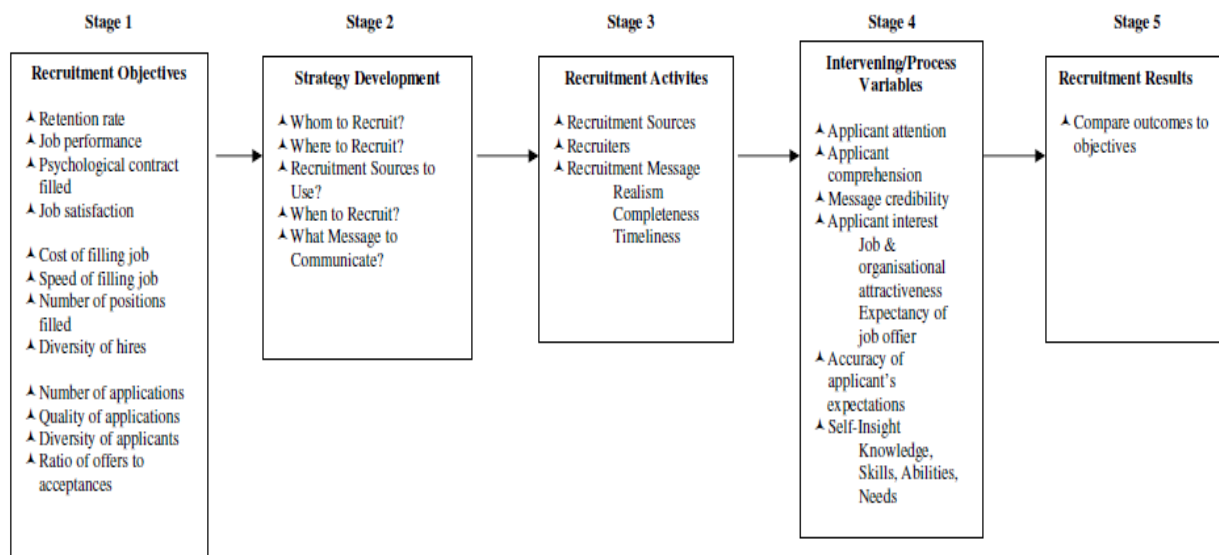 Stage 1
Recruitment Objectives
Retention rate
Job performance
Psychological contract
filled
Job satisfaction
Cost of filling job
Speed of filling job
Number of positions
filled
Diversity of hires
Number of applications
Quality of applications
Diversity of applicants
Ratio of offers to
acceptances
Stage 2
Strategy Development
Whom to Recruit?
Where to Recruit?
Recruitment Sources to
Use?
When to Recruit?
What Message to
Communicate?
Stage 3
Recruitment Activites
Recruitment Sources
Recruiters
Recruitment Message
Realism
Completeness
Timeliness
Stage 4
Intervening/Process
Variables
Applicant attention
Applicant
comprehension
Message credibility
Applicant interest
Job &
organisational
attractiveness
Expectancy of
job offier
Accuracy of
applicant's
expectations
Self-Insight
Knowledge,
Skills, Abilities,
Needs
Stage 5
Recruitment Results
Compare outcomes to
objectives